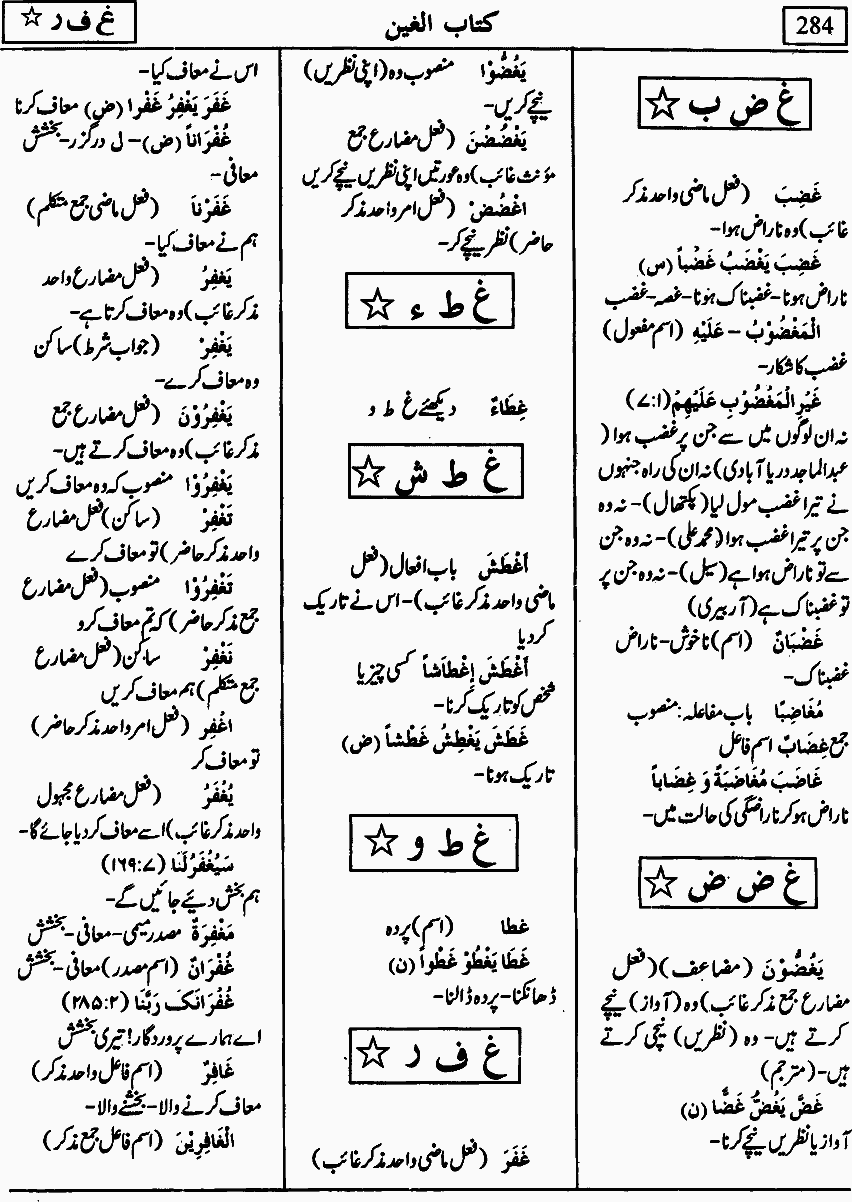 284
کتاب الغین
غ ف ر ☆
غ ض ب ☆
غَضِبَ (فعل ماضی واحد مذکر
غائب) وہ ناراض ہوا-
غَضِبَ یَغْضَبُ غَضْباً (س)
ناراض ہونا-غضبناک ہونا-غصہ-غضب
الْمَغْضُوْبُ – عَلَیْهِ (اسم مفعول)
غضب کا شکار-
غَیْرِ الْمَغْضُوْبِ عَلَیْهِمْ (۷:۱)
نہ ان لوگوں میں سے جن پر غضب ہوا (
عبدالماجد دریا آبادی) نہ ان کی راہ جنہوں
نے تیرا غضب مول لیا (پکتھال)-نہ وہ
جن پر تیرا غضب ہوا (محمد علی)-نہ وہ جن
سے تو ناراض ہوا ہے (سیل)-نہ وہ جن پر
تو غضبناک ہے (آربیری)
غَضْبَانٌ (اسم) ناخوش-ناراض
غضبناک-
مُغَاضِبًا باب مفاعلہ: منصوب
جمع غِضَابٌ اسم فاعل
غَاضَبَ مُغَاضَبَةً وَ غِضَاباً
ناراض ہو کر ناراضگی کی حالت میں-
غ ض ض ☆
یَغُضُّوْنَ (مضاعف) (فعل
مضارع جمع مذکر غائب) وہ (آواز) نیچے
کرتے ہیں- وہ (نظریں) نیچی کرتے
ہیں-(مترجم)
غَضَّ یَغُضُّ غَضًّا (ن)
آواز یا نظریں نیچے کرنا-
یَغُضُّوْا منصوب وہ (اپنی نظریں)
نیچے کریں-
یَغْضُضْنَ (فعل مضارع جمع
مؤنث غائب) وہ عورتیں اپنی نظریں نیچے کریں
اغْضُضْ (فعل امر واحد مذکر
حاضر) نظر نیچے کر-
غ ط ء ☆
غِطَاءٌ دیکھئے غ ط و
غ ط ش ☆
أَغْطَشَ باب افعال (فعل
ماضی واحد مذکر غائب)-اس نے تاریک
کر دیا
أَغْطَشَ إِغْطَاشاً کسی چیز یا
شخص کو تاریک کرنا-
غَطَشَ یَغْطِشُ غَطْشاً (ض)
تاریک ہونا-
غ ط و ☆
غطا (اسم) پردہ
غَطَا یَغْطُوْ غَطْواً (ن)
ڈھانکنا-پردہ ڈالنا-
غ ف ر ☆
غَفَرَ (فعل ماضی واحد مذکر غائب)
اس نے معاف کیا-
غَفَرَ یَغْفِرُ غَفْرا (ض) معاف کرنا
غُفْرَاناً (ض)- ل درگزر-بخشش
معافی-
غَفَرْنَا (فعل ماضی جمع متکلم)
ہم نے معاف کیا-
یَغْفِرُ (فعل مضارع واحد
مذکر غائب) وہ معاف کرتا ہے-
یَغْفِرْ (جواب شرط) ساکن
وہ معاف کرے-
یَغْفِرُوْنَ (فعل مضارع جمع
مذکر غائب) وہ معاف کرتے ہیں-
یَغْفِرُوْا منصوب کہ وہ معاف کریں
تَغْفِرْ (ساکن) فعل مضارع
واحد مذکر حاضر) تو معاف کرے
تَغْفِرُوْا منصوب (فعل مضارع
جمع مذکر حاضر) کہ تم معاف کرو
نَغْفِرْ ساکن (فعل مضارع
جمع متکلم) ہم معاف کریں
اغْفِر (فعل امر واحد مذکر حاضر)
تو معاف کر
یُغْفَرُ (فعل مضارع مجہول
واحد مذکر غائب) اسے معاف کر دیا جائے گا-
سَیُغْفَرُ لَنَا (۱۶۹:۷)
ہم بخش دیئے جائیں گے-
مَغْفِرَةٌ مصدر میمی-معافی-بخشش
غُفْرَانٌ (اسم مصدر) معافی-بخشش
غُفْرَانَکَ رَبَّنَا (۲۸۵:۲)
اے ہمارے پروردگار! تیری بخشش
غَافِرٌ (اسم فاعل واحد مذکر)
معاف کرنے والا-بخشنے والا-
الْغَافِرِیْنَ (اسم فاعل جمع مذکر)